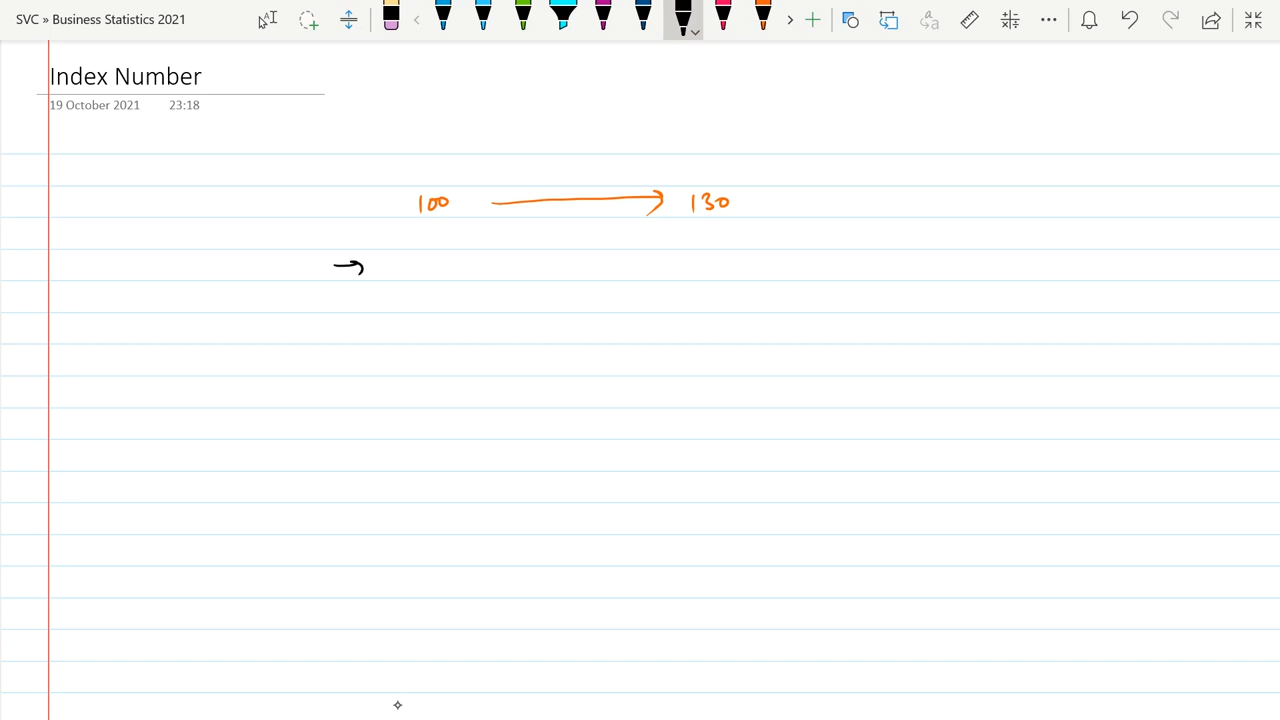 SVC » Business Statistics 2021
Index Number
19 October 2021 23:18
100 → 130
→